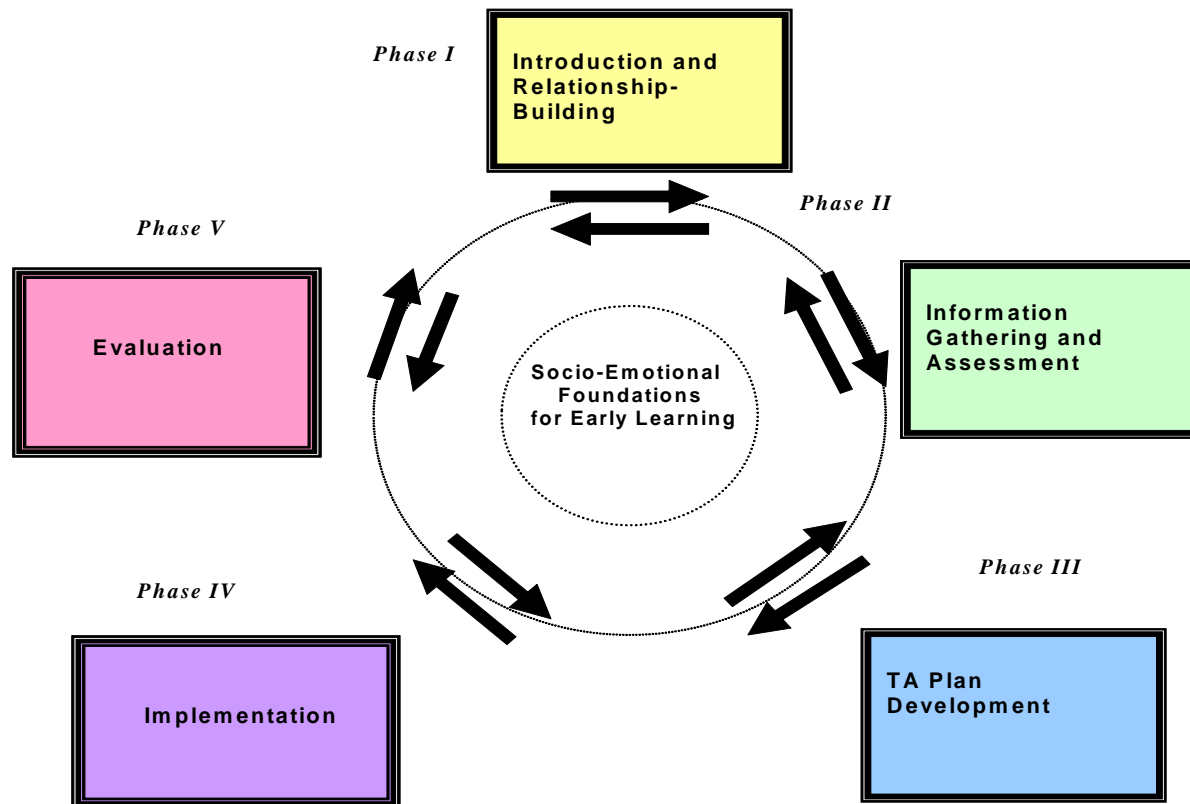 Phase I
Introduction and
Relationship-
Building
Phase II
Information
Gathering and
Assessment
Phase III
TA Plan
Development
Phase IV
Implementation
Phase V
Evaluation
Socio-Emotional
Foundations
for Early Learning